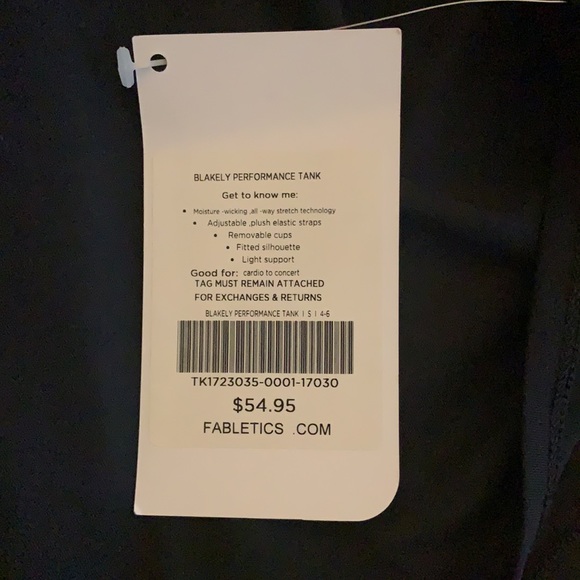 BLAKELY PERFORMANCE TANK
Get to know me:
• Moisture -wicking ,all -way stretch technology
• Adjustable ,plush elastic straps
• Removable cups
• Fitted silhouette
• Light support
Good for: cardio to concert
TAG MUST REMAIN ATTACHED
FOR EXCHANGES & RETURNS
BLAKELY PERFORMANCE TANK | S | 4-6
TK1723035-0001-17030
$54.95
FABLETICS .COM